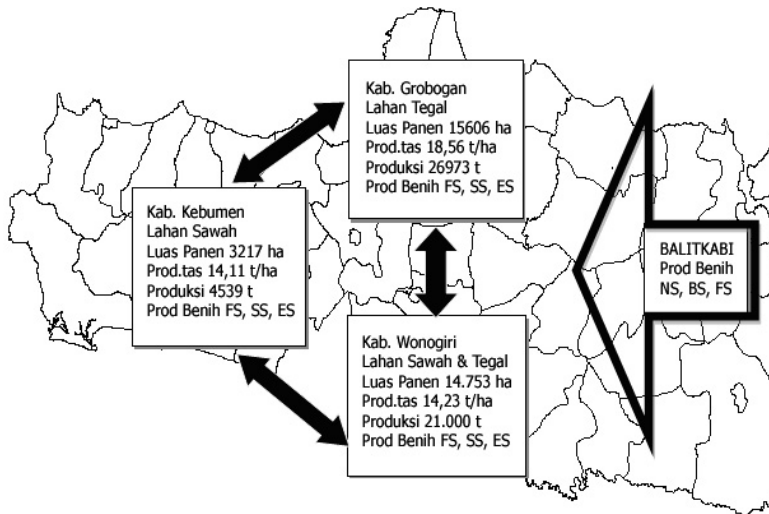 Kab. Grobogan
Lahan Tegal
Luas Panen 15606 ha
Prod.tas 18,56 t/ha
Produksi 26973 t
Prod Benih FS, SS, ES
Kab. Kebumen
Lahan Sawah
Luas Panen 3217 ha
Prod.tas 14,11 t/ha
Produksi 4539 t
Prod Benih FS, SS, ES
BALITKABI
Prod Benih
NS, BS, FS
Kab. Wonogiri
Lahan Sawah & Tegal
Luas Panen 14.753 ha
Prod.tas 14,23 t/ha
Produksi 21.000 t
Prod Benih FS, SS, ES